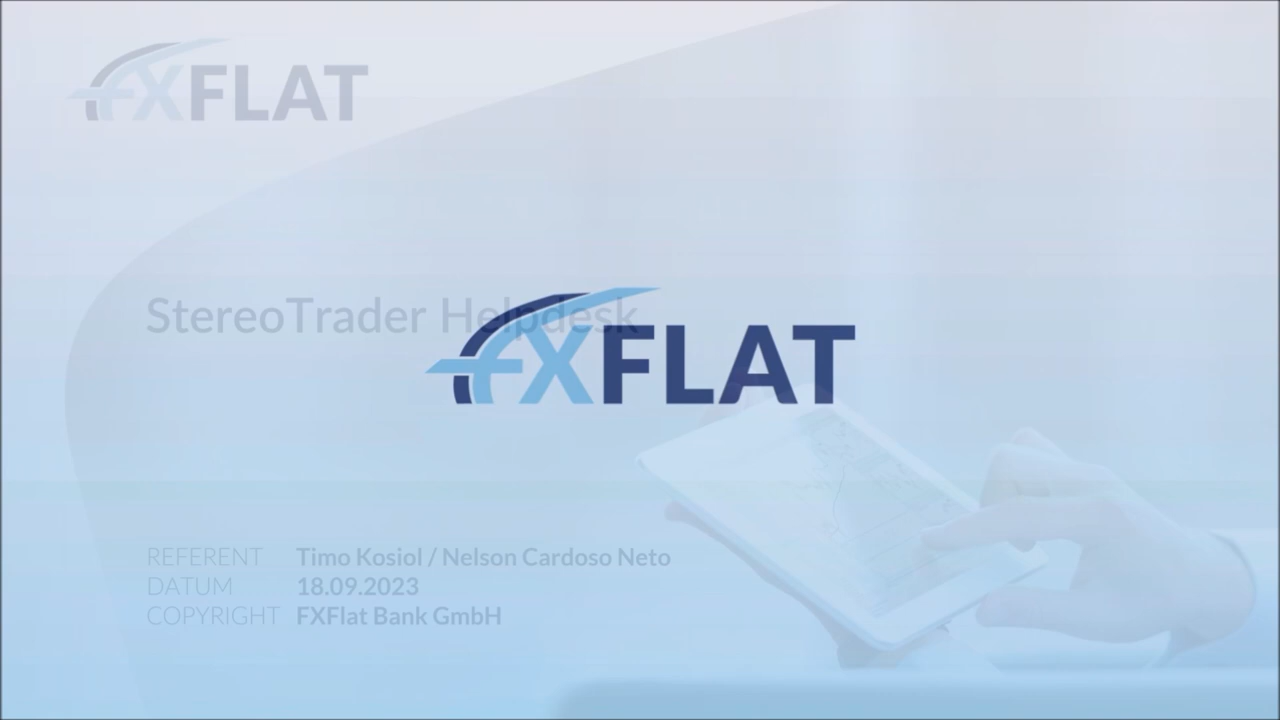 FXFLAT
StereoTrader Helpdesk
FXFLAT
REFERENT Timo Kosiol / Nelson Cardoso Neto
DATUM 18.09.2023
COPYRIGHT FXFlat Bank GmbH